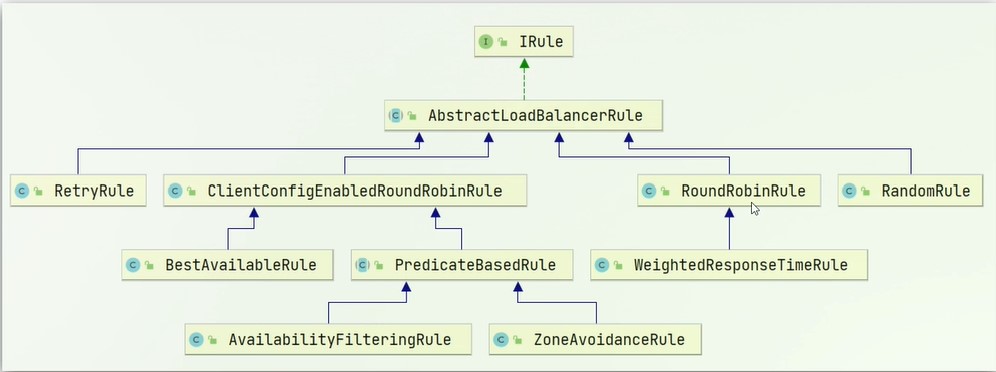 IRule
AbstractLoadBalancerRule
RetryRule
ClientConfigEnabledRoundRobinRule
RoundRobinRule
RandomRule
BestAvailableRule
PredicateBasedRule
WeightedResponseTimeRule
AvailabilityFilteringRule
ZoneAvoidanceRule